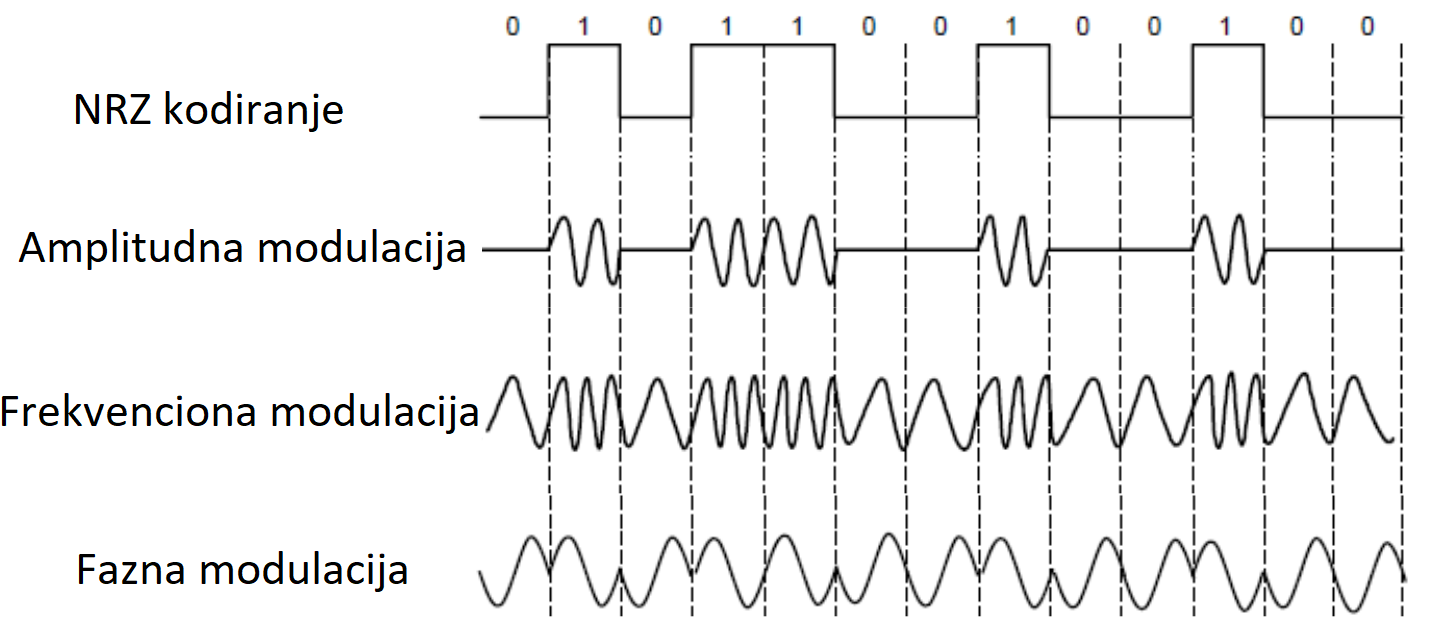 0 1 0 1 1 0 0 1 0 0 1 0 0
NRZ kodiranje
Amplitudna modulacija
Frekvenciona modulacija
Fazna modulacija